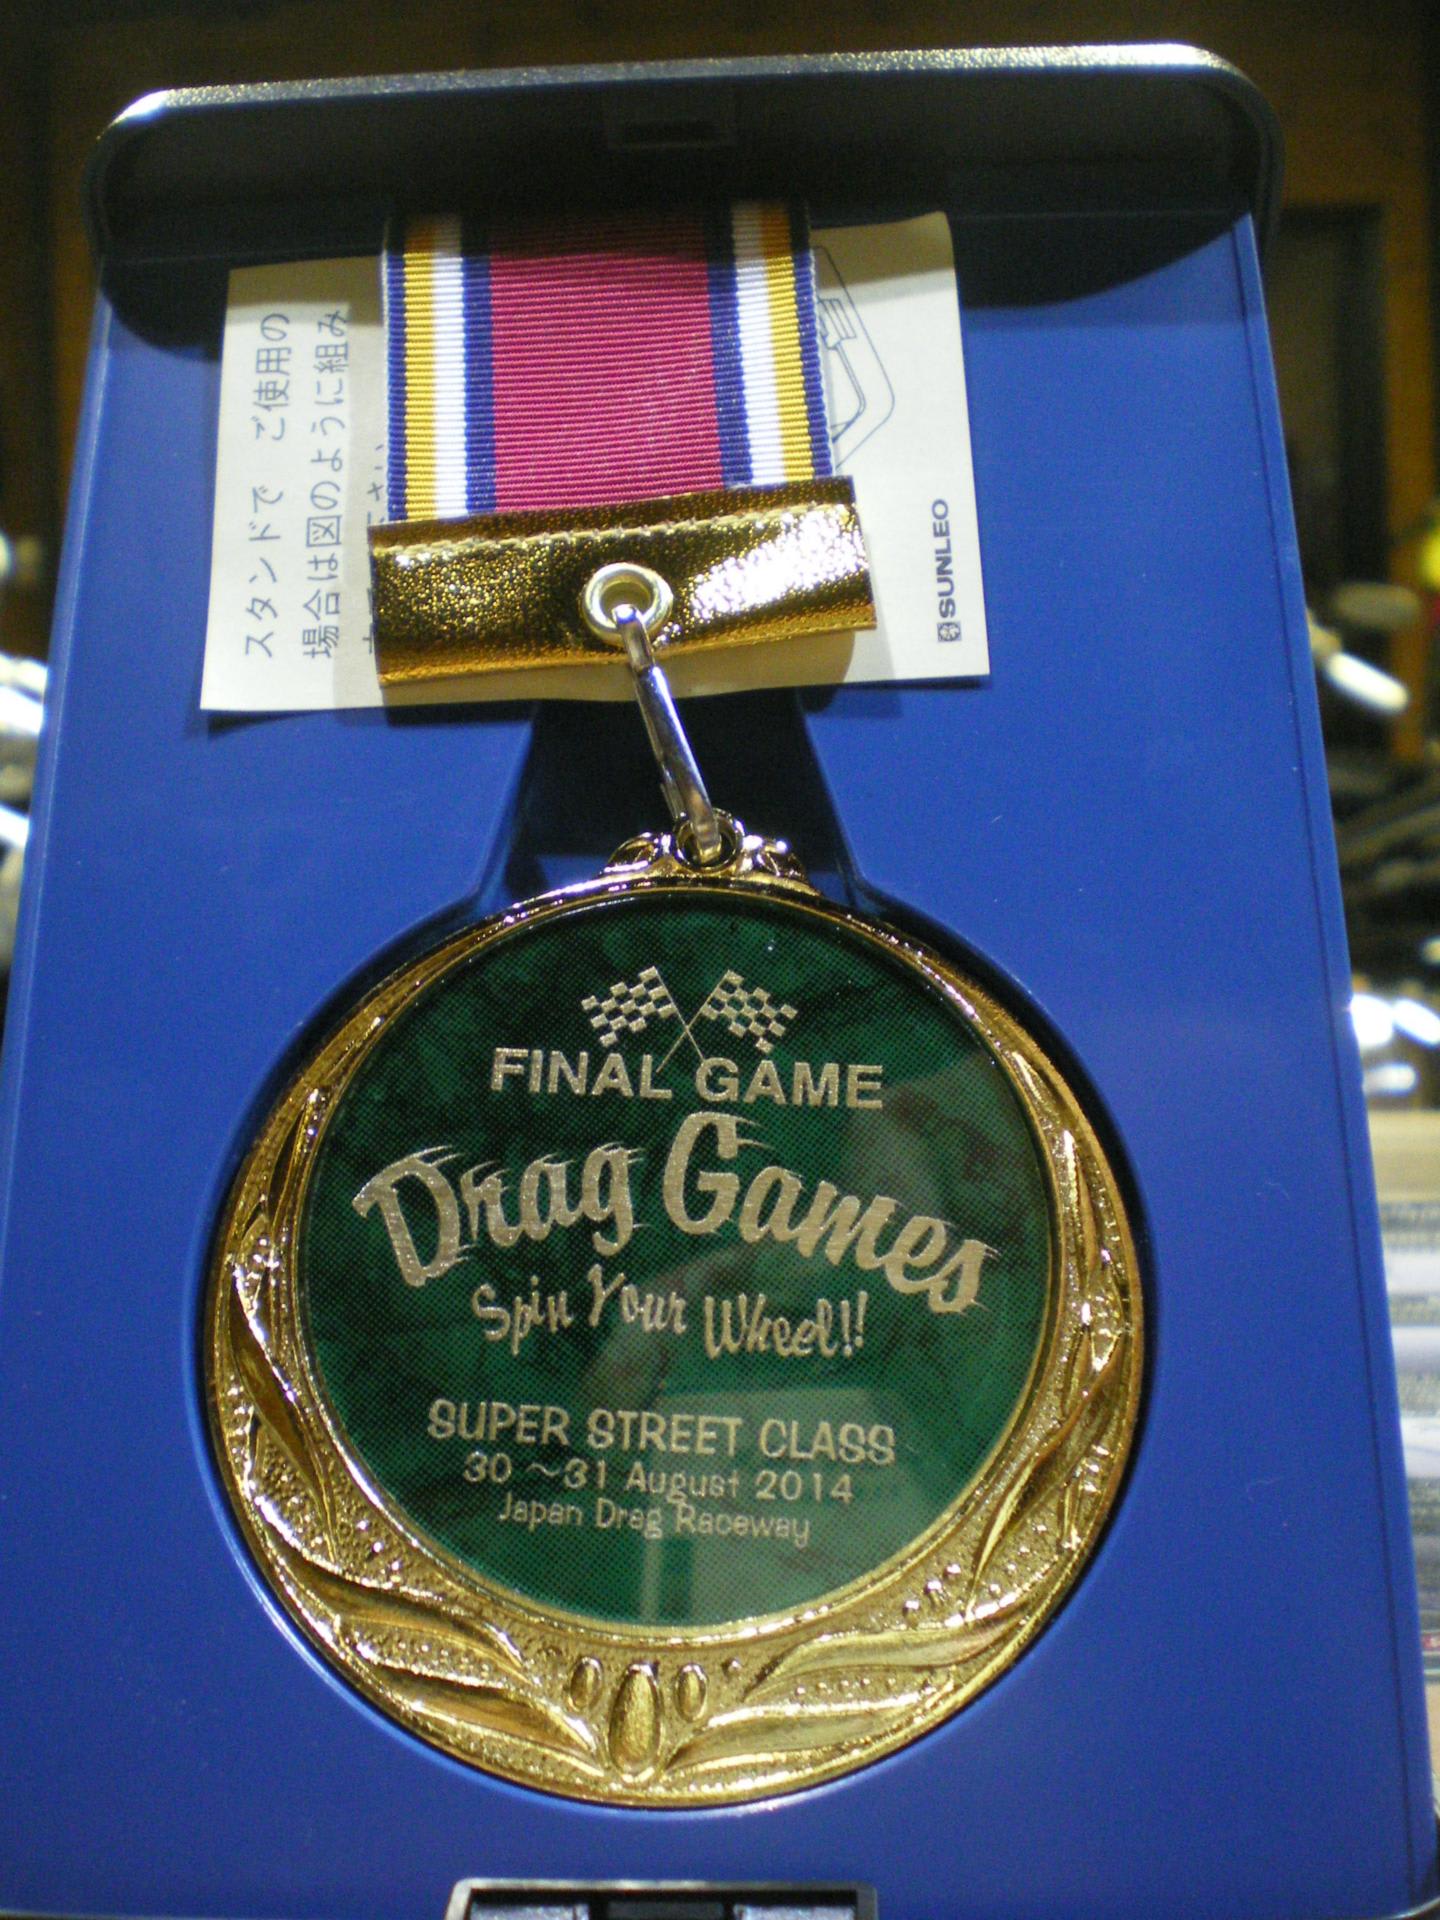 スタンドで ご使用の
場合は図のように組み
SUNLEO
FINAL GAME
Drag Games
Spin Your Wheel!!
SUPER STREET CLASS
30 〜31 August 2014
Japan Drag Raceway